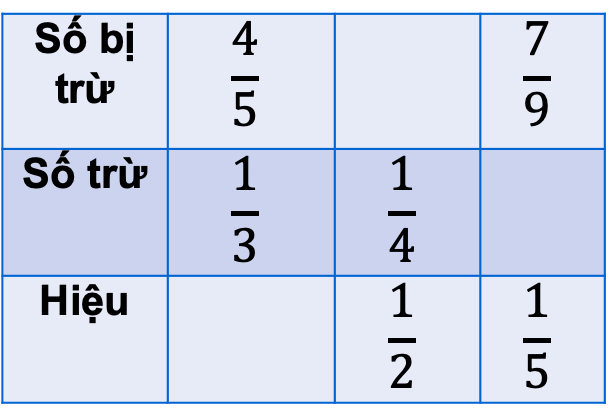 Số bị trừ | 4/5 | | 7/9
Số trừ | 1/3 | 1/4 |
Hiệu | | 1/2 | 1/5